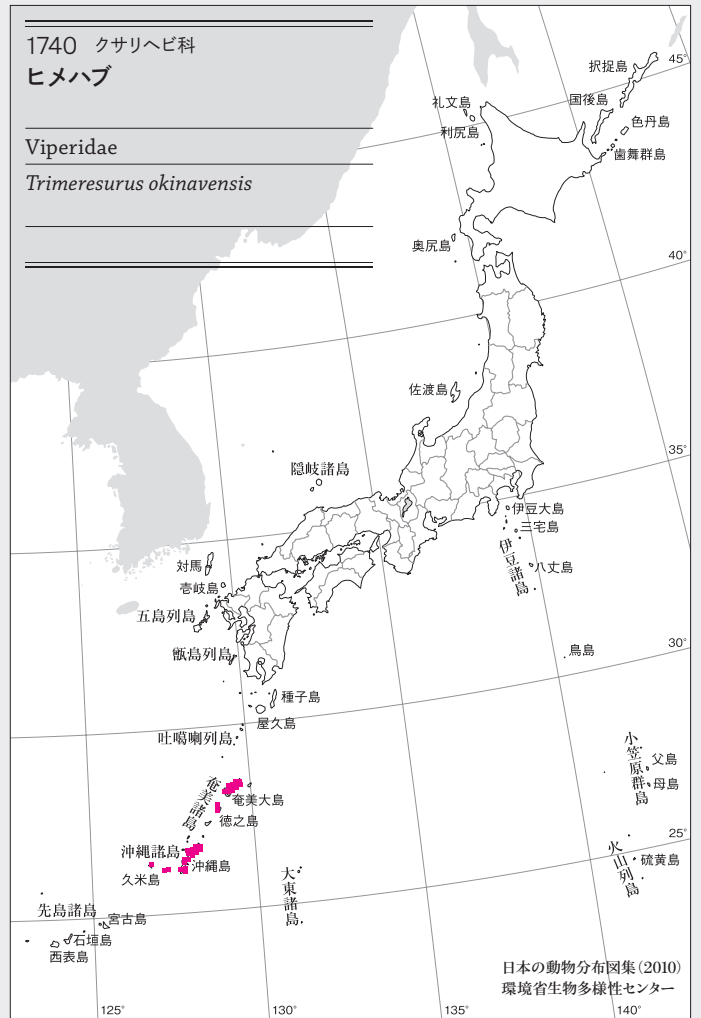 1740 クサリヘビ科
ヒメハブ
Viperidae
Trimeresurus okinavensis
45°
択捉島
礼文島
国後島
利尻島
色丹島
歯舞群島
奥尻島
40°
佐渡島
35°
隠岐諸島
伊豆大島
三宅島
伊豆諸島
八丈島
対馬
壱岐島
五島列島
甑島列島
30°
鳥島
種子島
屋久島
吐噶喇列島
小笠原群島
父島
母島
奄美諸島
奄美大島
徳之島
25°
沖縄諸島
沖縄島
久米島
火山列島
硫黄島
大東諸島
先島諸島
宮古島
石垣島
西表島
日本の動物分布図集(2010)
環境省生物多様性センター
125°
130°
135°
140°